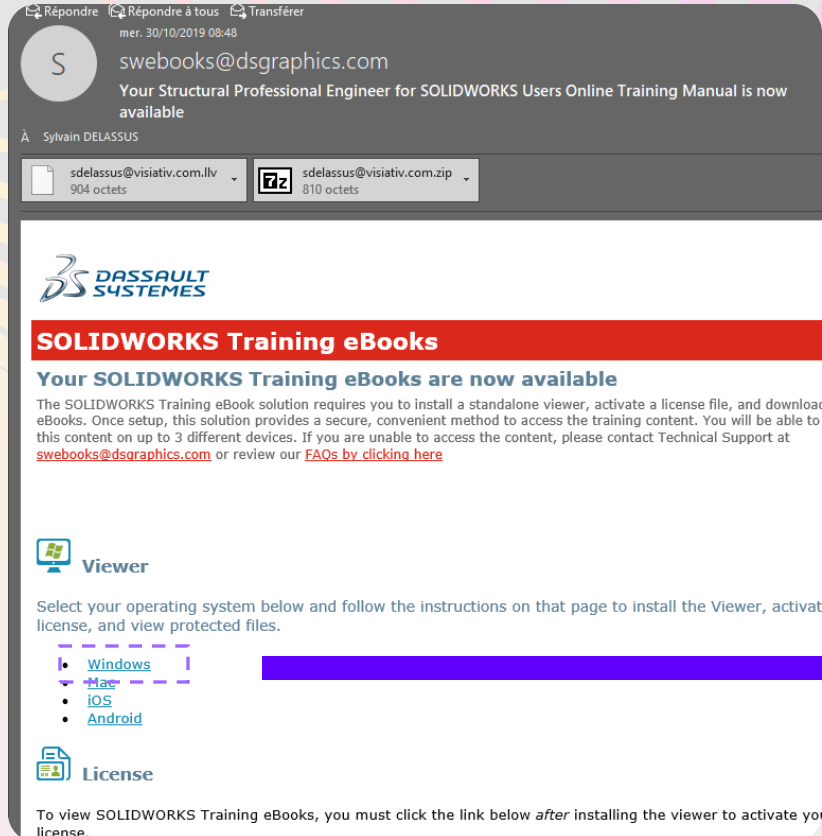 Répondre Répondre à tous Transférer
mer. 30/10/2019 08:48
S
swebooks@dsgraphics.com
Your Structural Professional Engineer for SOLIDWORKS Users Online Training Manual is now
available
À Sylvain DELASSUS
sdelassus@visiativ.com.llv
904 octets
7z
sdelassus@visiativ.com.zip
810 octets
DASSAULT
SYSTEMES
SOLIDWORKS Training eBooks
Your SOLIDWORKS Training eBooks are now available
The SOLIDWORKS Training eBook solution requires you to install a standalone viewer, activate a license file, and download
eBooks. Once setup, this solution provides a secure, convenient method to access the training content. You will be able to
this content on up to 3 different devices. If you are unable to access the content, please contact Technical Support at
swebooks@dsgraphics.com or review our FAQs by clicking here
Viewer
Select your operating system below and follow the instructions on that page to install the Viewer, activat
license, and view protected files.
Windows
Mac
iOS
Android
License
To view SOLIDWORKS Training eBooks, you must click the link below after installing the viewer to activate you
license.